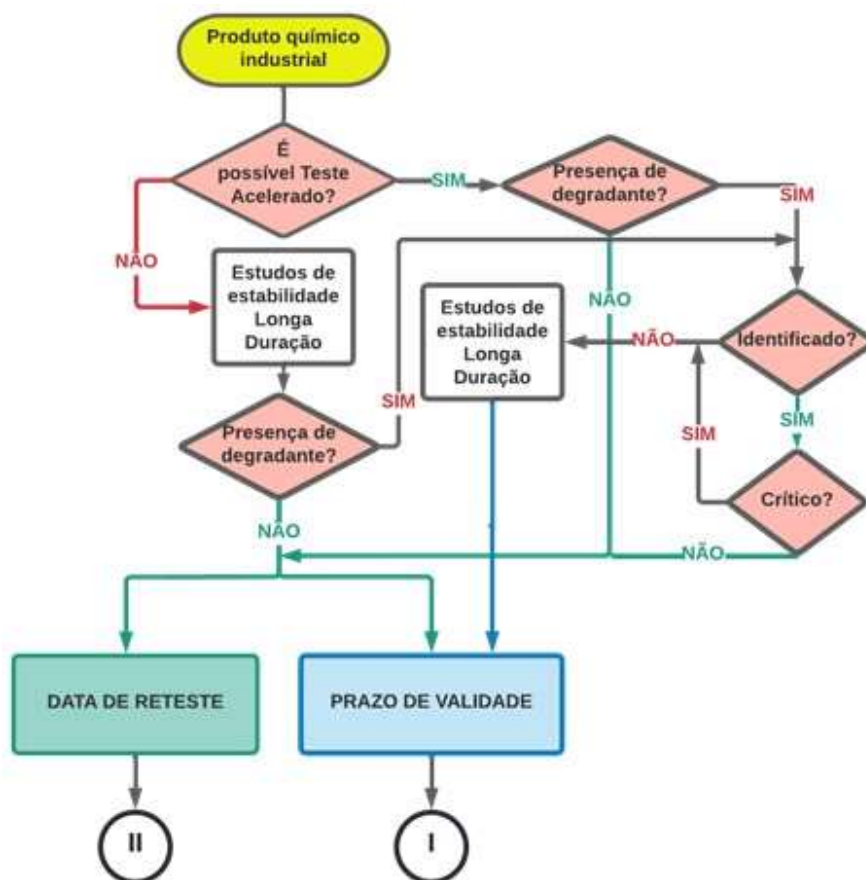 Produto químico
industrial
É
possível Teste
Acelerado?
SIM
Presença de
degradante?
SIM
NÃO
Estudos de
estabilidade
Longa
Duração
NÃO
Estudos de
estabilidade
Longa
Duração
NÃO
Identificado?
SIM
SIM
SIM
Presença de
degradante?
Crítico?
NÃO
NÃO
DATA DE RETESTE
PRAZO DE VALIDADE
II
I